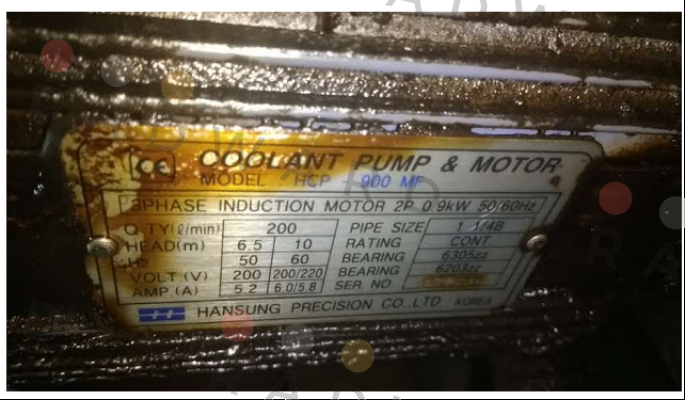 CE COOLANT PUMP & MOTOR
MODEL HCP 900 MF
3PHASE INDUCTION MOTOR 2P 0.9kW 50/60Hz
Q'TY(ℓ/min) 200 PIPE SIZE 1 1/4B
HEAD(m) 6.5 10 RATING CONT
Hz 50 60 BEARING 6305zz
VOLT (V) 200 200/220 BEARING 6203zz
AMP (A) 5.2 6.0/5.8 SER. NO
HANSUNG PRECISION CO. LTD KOREA